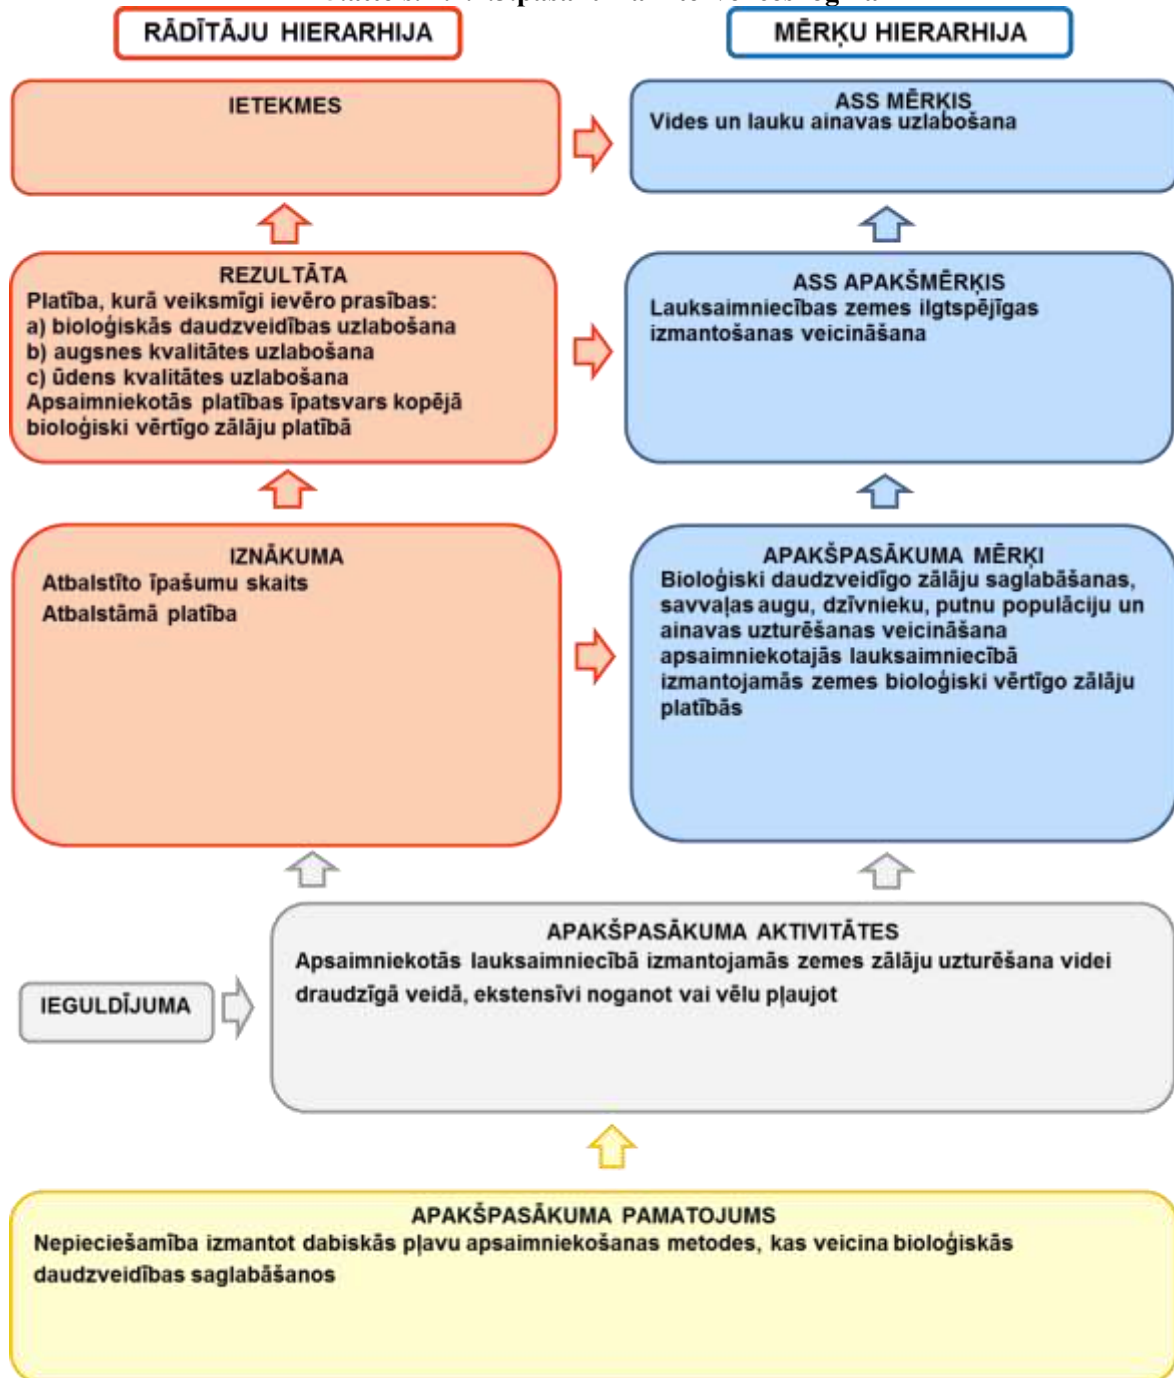 RĀDĪTĀJU HIERARHIJA
MĒRĶU HIERARHIJA
IETEKMES
ASS MĒRĶIS
Vides un lauku ainavas uzlabošana
REZULTĀTA
Platība, kurā veiksmīgi ievēro prasības:
a) bioloģiskās daudzveidības uzlabošana
b) augsnes kvalitātes uzlabošana
c) ūdens kvalitātes uzlabošana
Apsaimniekotās platības īpatsvars kopējā
bioloģiski vērtīgo zālāju platībā
ASS APAKŠMĒRĶIS
Lauksaimniecības zemes ilgtspējīgas
izmantošanas veicināšana
IZNĀKUMA
Atbalstīto īpašumu skaits
Atbalstāmā platība
APAKŠPASĀKUMA MĒRĶI
Bioloģiski daudzveidīgo zālāju saglabāšanas,
savvaļas augu, dzīvnieku, putnu populāciju un
ainavas uzturēšanas veicināšana
apsaimniekotajās lauksaimniecībā
izmantojamās zemes bioloģiski vērtīgo zālāju
platībās
APAKŠPASĀKUMA AKTIVITĀTES
Apsaimniekotās lauksaimniecībā izmantojamās zemes zālāju uzturēšana videi
draudzīgā veidā, ekstensīvi noganot vai vēlu pļaujot
IEGULDĪJUMA
APAKŠPASĀKUMA PAMATOJUMS
Nepieciešamība izmantot dabiskās pļavu apsaimniekošanas metodes, kas veicina bioloģiskās
daudzveidības saglabāšanos